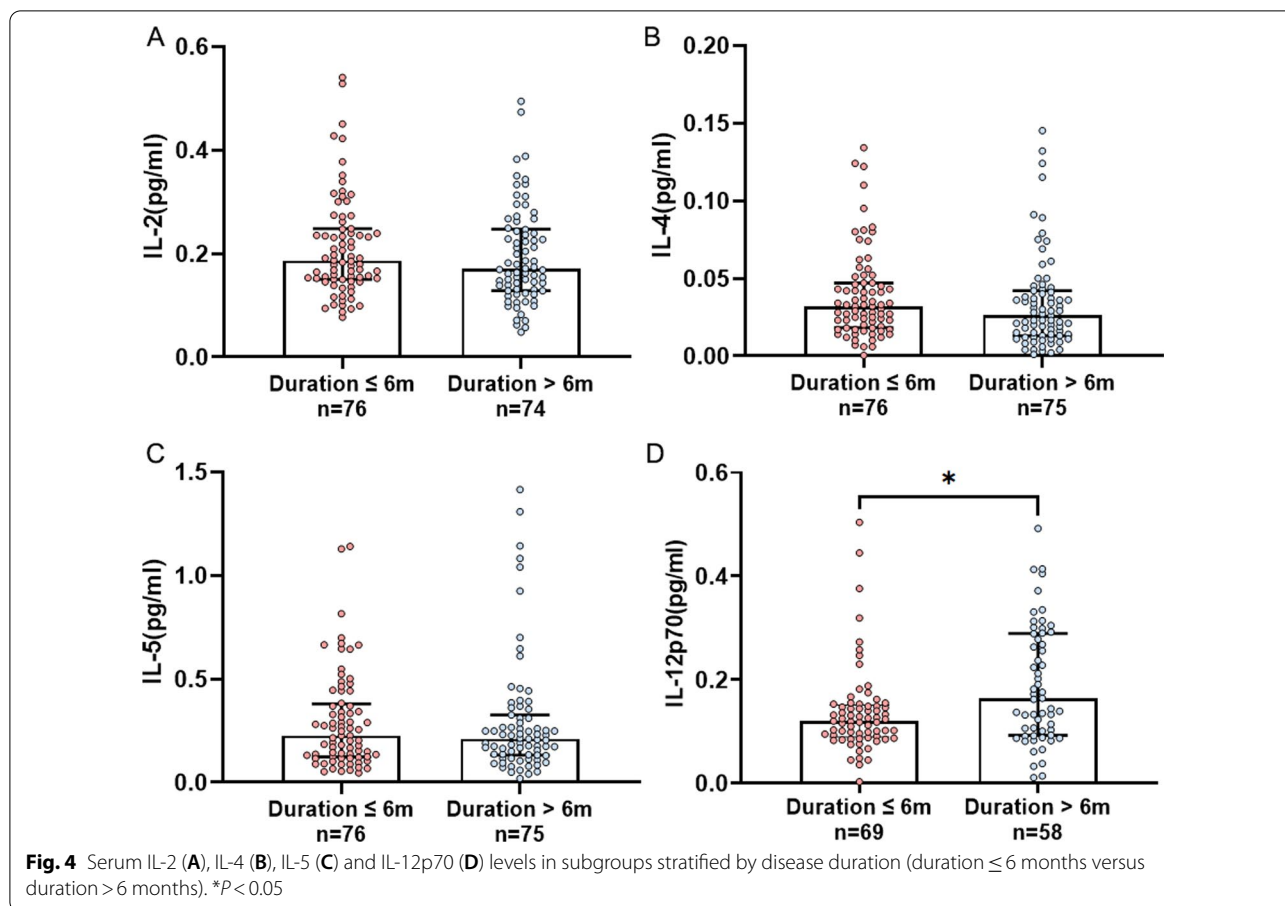 A
IL-2(pg/ml)
0.6
0.4
0.2
0.0
Duration ≤ 6m
n=76
Duration > 6m
n=74
B
IL-4(pg/ml)
0.20
0.15
0.10
0.05
0.00
Duration ≤ 6m
n=76
Duration > 6m
n=75
C
IL-5(pg/ml)
1.5
1.0
0.5
0.0
Duration ≤ 6m
n=76
Duration > 6m
n=75
D
IL-12p70(pg/ml)
0.6
0.4
0.2
0.0
*
Duration ≤ 6m
n=69
Duration > 6m
n=58
Fig. 4 Serum IL-2 (A), IL-4 (B), IL-5 (C) and IL-12p70 (D) levels in subgroups stratified by disease duration (duration ≤ 6 months versus
duration > 6 months). *P < 0.05